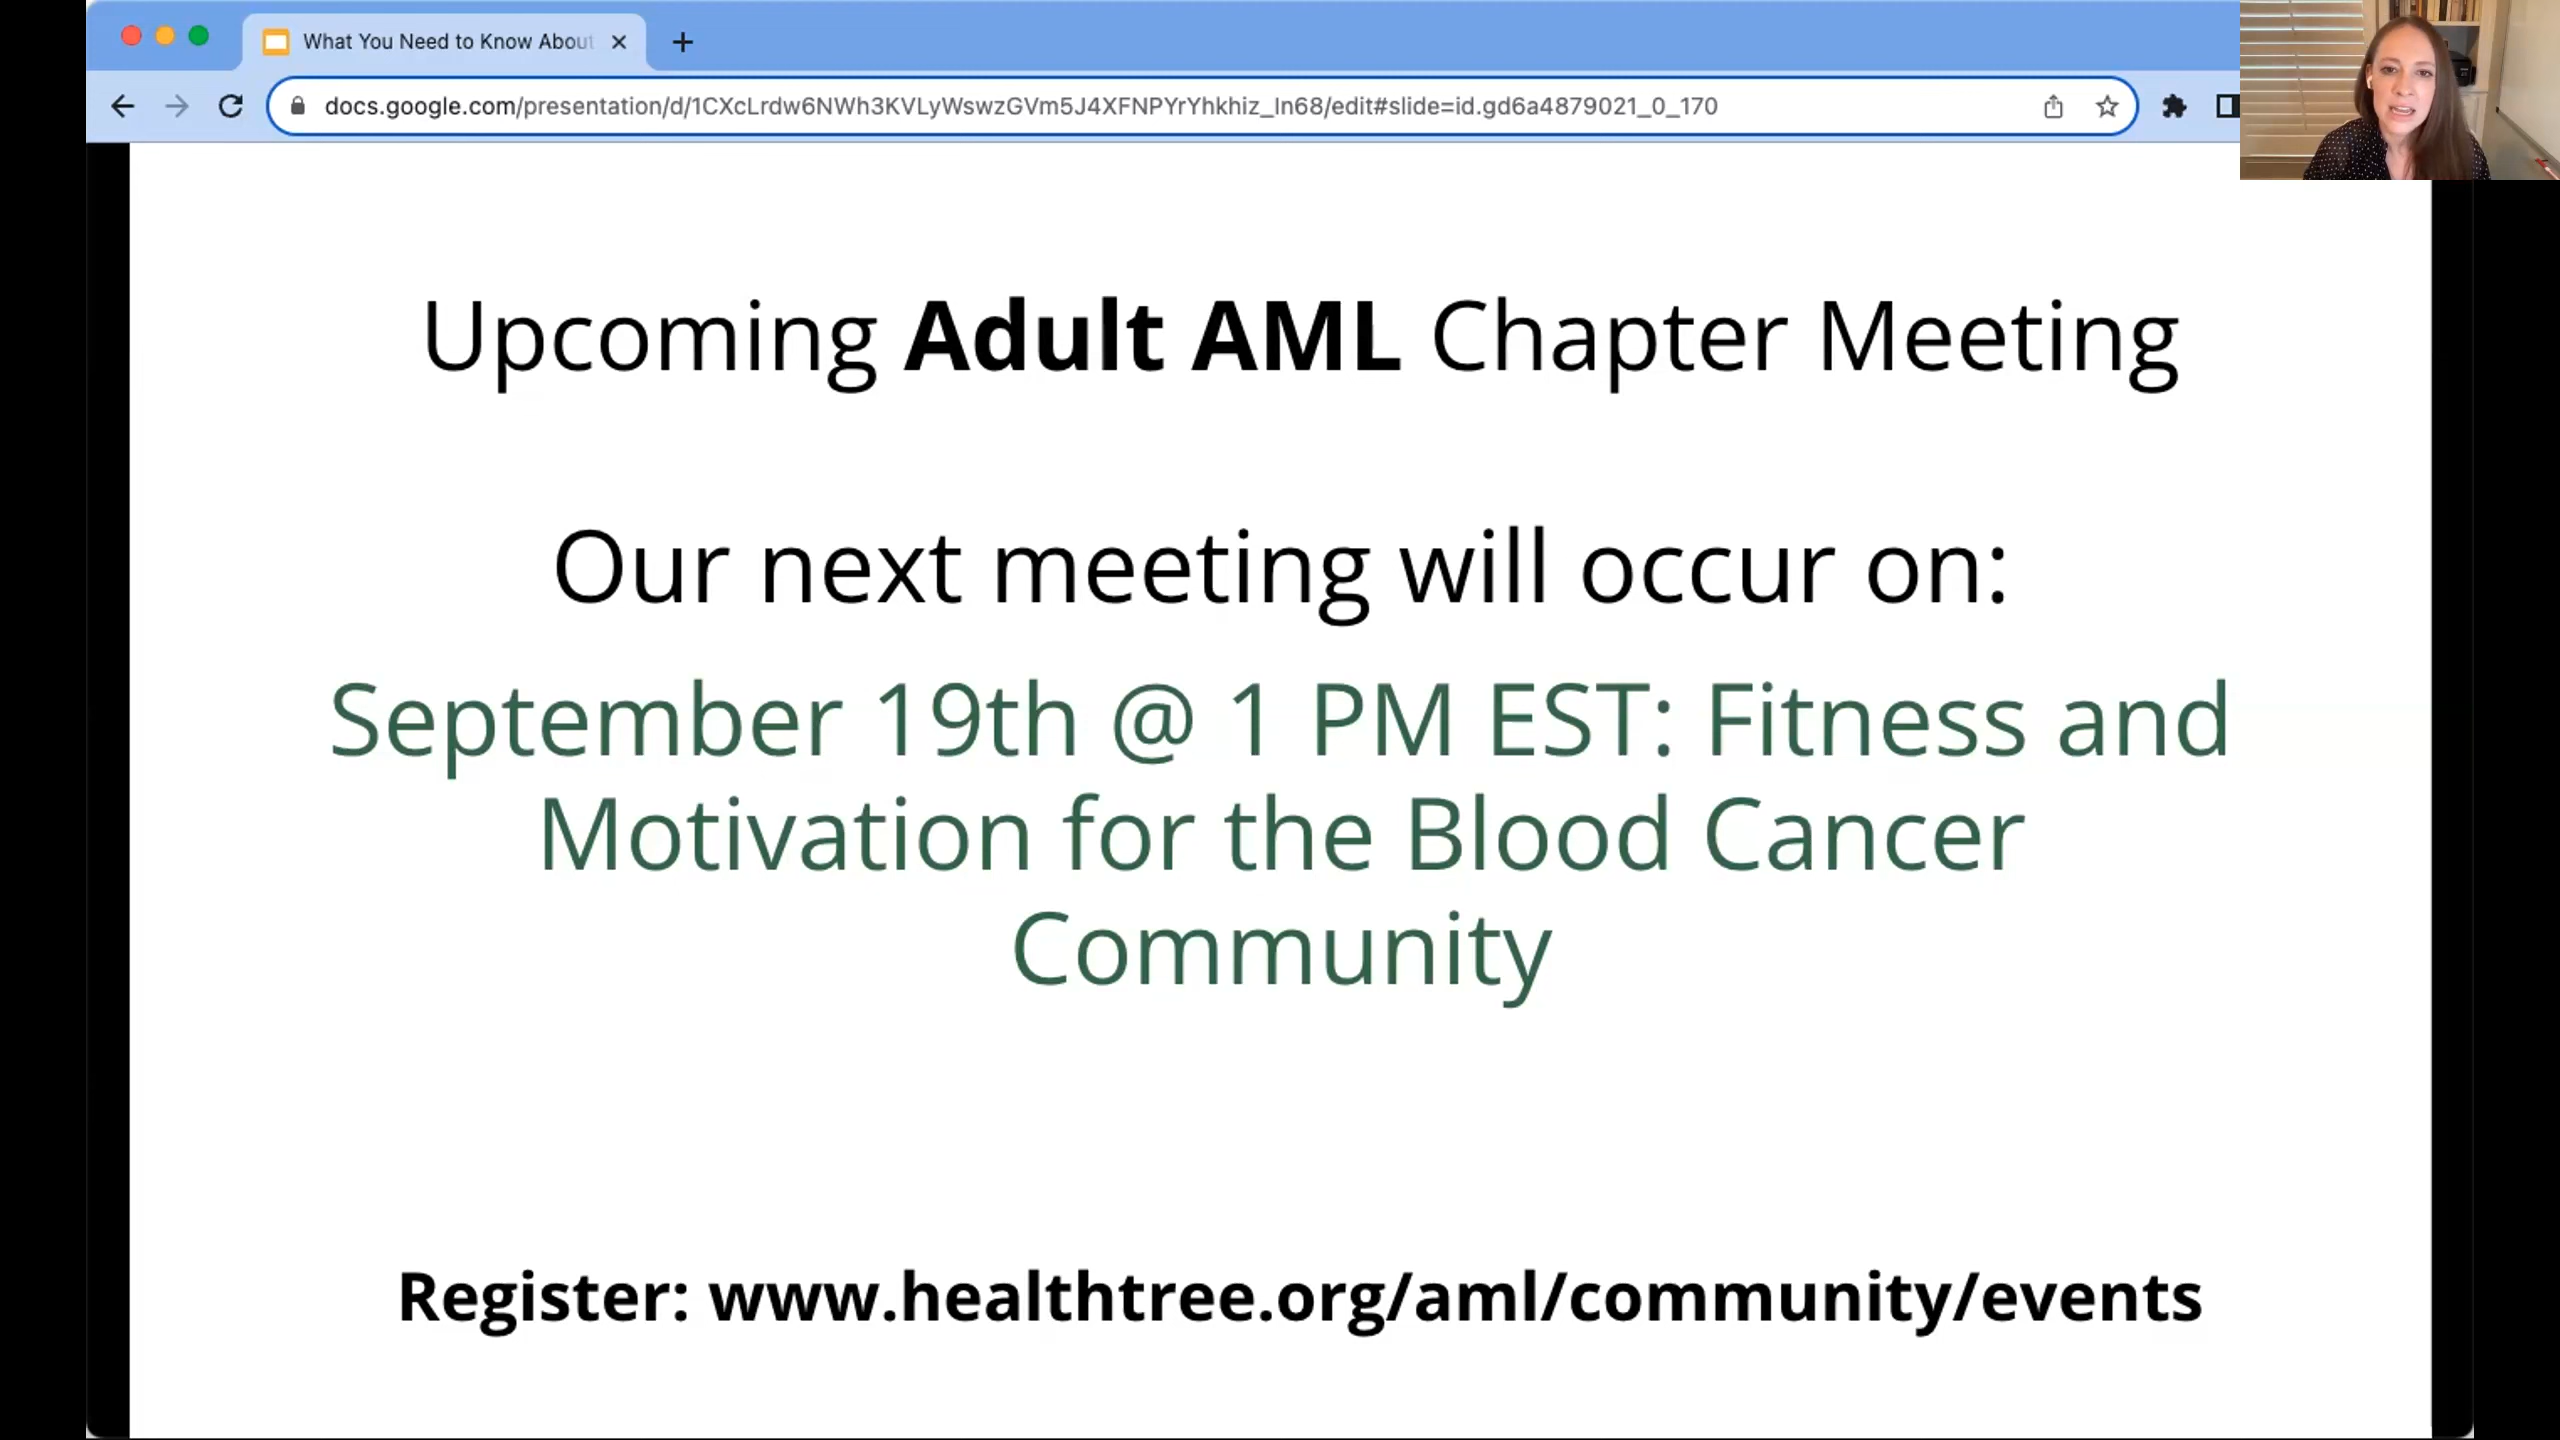 What You Need to Know About
docs.google.com/presentation/d/1CXcLrdw6NWh3KVLyWswzGVm5J4XFNPYrYhkhiz_In68/edit#slide=id.gd6a4879021_0_170
Upcoming Adult AML Chapter Meeting
Our next meeting will occur on:
September 19th @ 1 PM EST: Fitness and
Motivation for the Blood Cancer
Community
Register: www.healthtree.org/aml/community/events